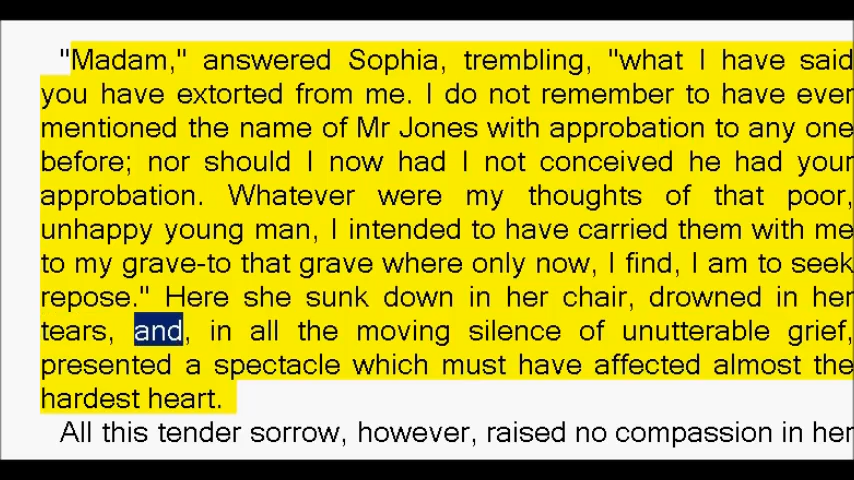 "Madam," answered Sophia, trembling, "what I have said
you have extorted from me. I do not remember to have ever
mentioned the name of Mr Jones with approbation to any one
before; nor should I now had I not conceived he had your
approbation. Whatever were my thoughts of that poor,
unhappy young man, I intended to have carried them with me
to my grave-to that grave where only now, I find, I am to seek
repose." Here she sunk down in her chair, drowned in her
tears, and, in all the moving silence of unutterable grief,
presented a spectacle which must have affected almost the
hardest heart.
All this tender sorrow, however, raised no compassion in her